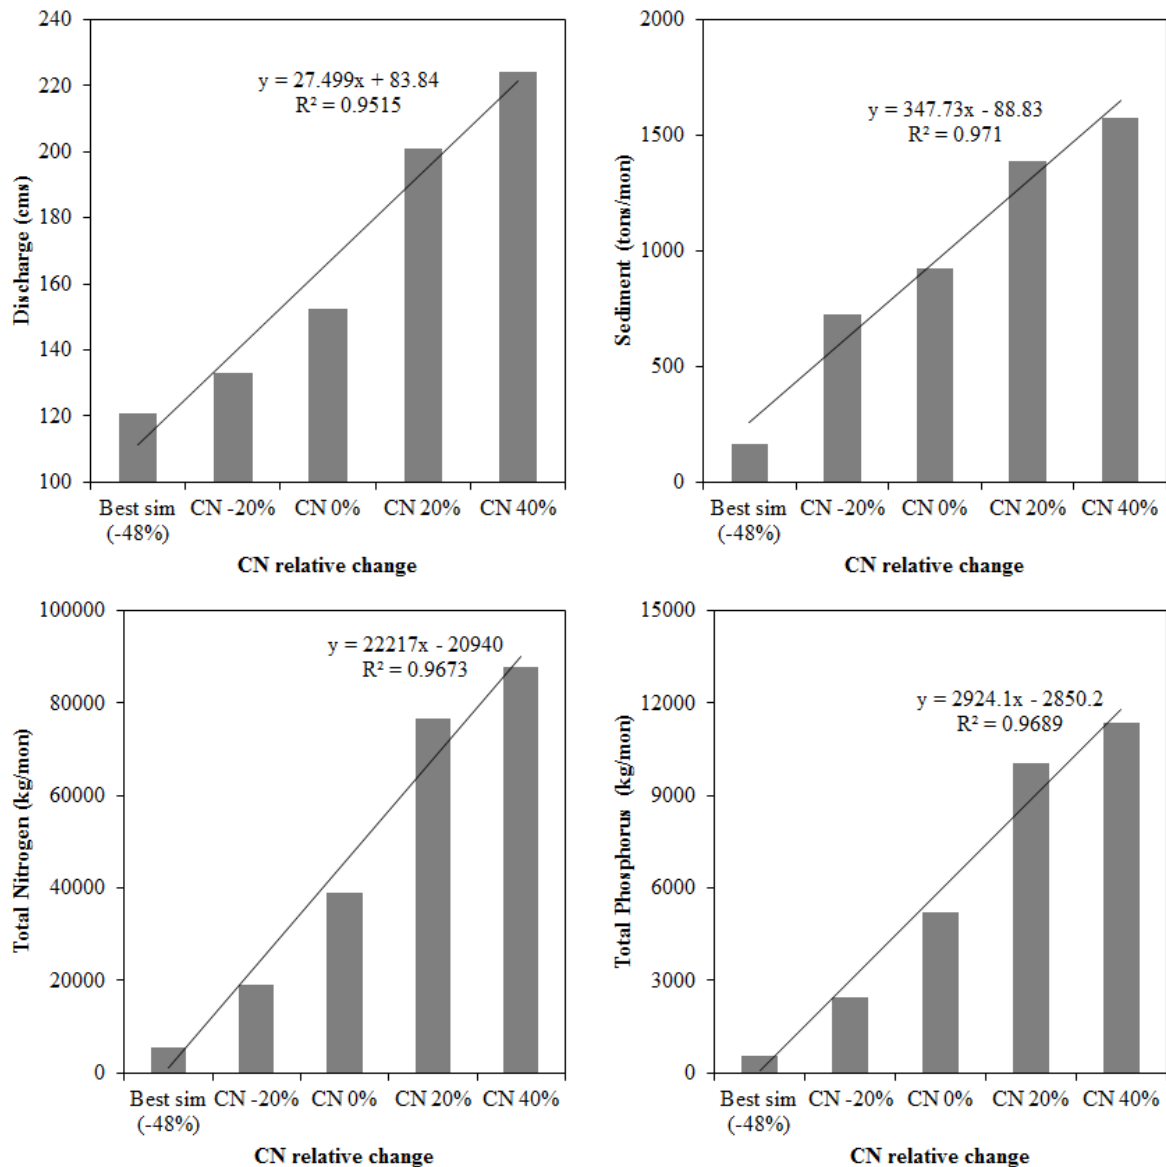 240
220
200
180
160
140
120
100
Discharge (cms)
y = 27.499x + 83.84
R² = 0.9515
Best sim (-48%)
CN -20%
CN 0%
CN 20%
CN 40%
CN relative change
2000
1500
1000
500
0
Sediment (tons/mon)
y = 347.73x - 88.83
R² = 0.971
Best sim (-48%)
CN -20%
CN 0%
CN 20%
CN 40%
CN relative change
100000
80000
60000
40000
20000
0
Total Nitrogen (kg/mon)
y = 22217x - 20940
R² = 0.9673
Best sim (-48%)
CN -20%
CN 0%
CN 20%
CN 40%
CN relative change
15000
12000
9000
6000
3000
0
Total Phosphorus (kg/mon)
y = 2924.1x - 2850.2
R² = 0.9689
Best sim (-48%)
CN -20%
CN 0%
CN 20%
CN 40%
CN relative change